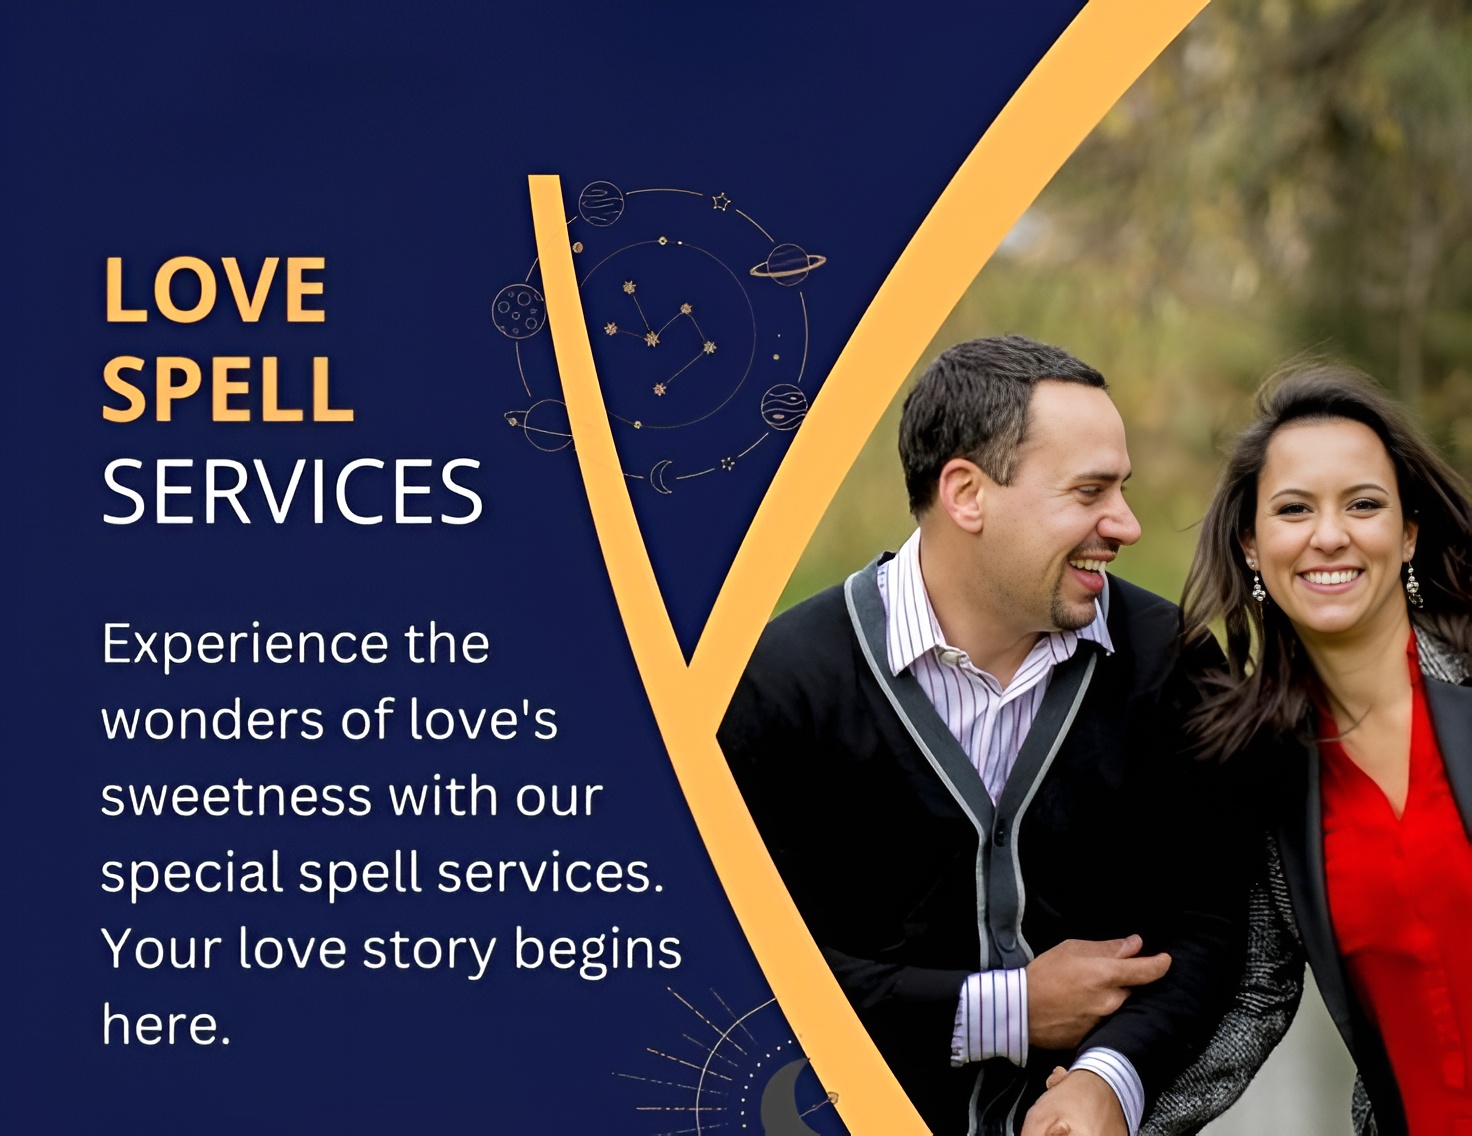 LOVE
SPELL
SERVICES
Experience the
wonders of love's
sweetness with our
special spell services.
Your love story begins
here.